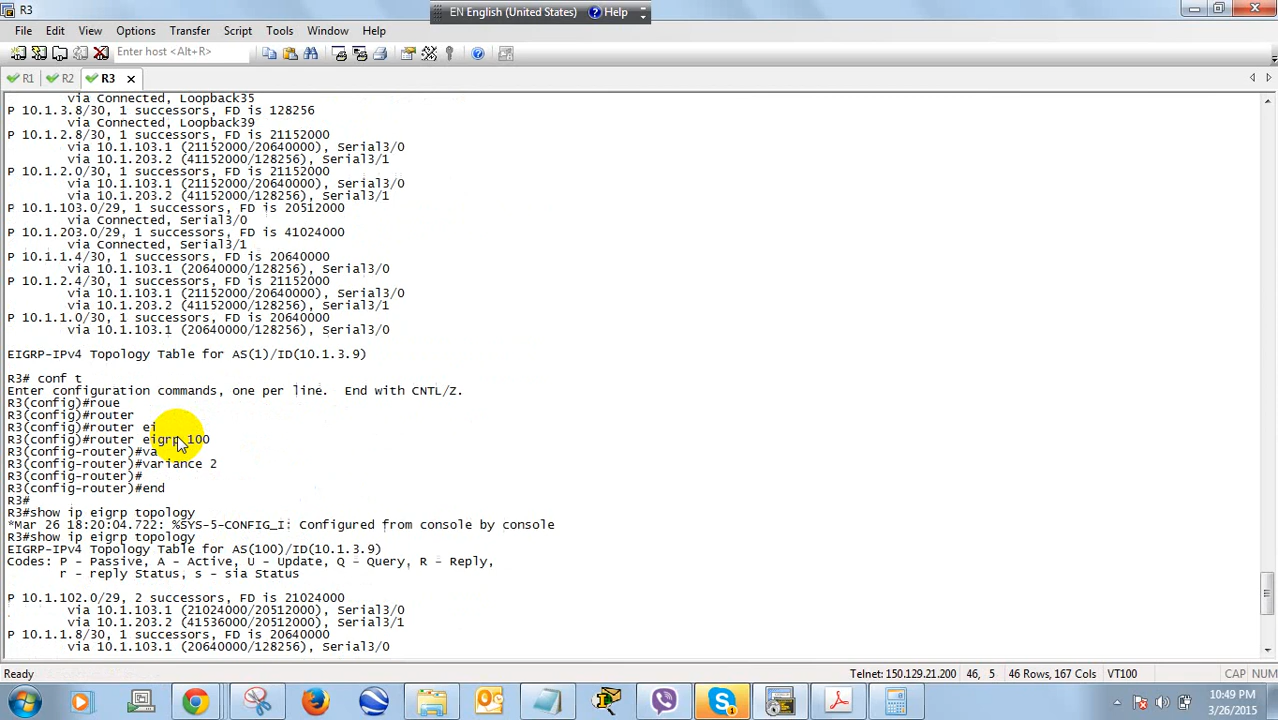 R3
EN English (United States) Help
File Edit View Options Transfer Script Tools Window Help
Enter host <Alt+R>
R1 R2 R3
via Connected, Loopback35
P 10.1.3.8/30, 1 successors, FD is 128256
via Connected, Loopback39
P 10.1.2.8/30, 1 successors, FD is 21152000
via 10.1.103.1 (21152000/20640000), Serial3/0
via 10.1.203.2 (41152000/128256), Serial3/1
P 10.1.2.0/30, 1 successors, FD is 21152000
via 10.1.103.1 (21152000/20640000), Serial3/0
via 10.1.203.2 (41152000/128256), Serial3/1
P 10.1.103.0/29, 1 successors, FD is 20512000
via Connected, Serial3/0
P 10.1.203.0/29, 1 successors, FD is 41024000
via Connected, Serial3/1
P 10.1.1.4/30, 1 successors, FD is 20640000
via 10.1.103.1 (20640000/128256), Serial3/0
P 10.1.2.4/30, 1 successors, FD is 21152000
via 10.1.103.1 (21152000/20640000), Serial3/0
via 10.1.203.2 (41152000/128256), Serial3/1
P 10.1.1.0/30, 1 successors, FD is 20640000
via 10.1.103.1 (20640000/128256), Serial3/0
EIGRP-IPv4 Topology Table for AS(1)/ID(10.1.3.9)
R3# conf t
Enter configuration commands, one per line.  End with CNTL/Z.
R3(config)#roue
R3(config)#router
R3(config)#router ei
R3(config)#router eigrp 100
R3(config-router)#va
R3(config-router)#variance 2
R3(config-router)#
R3(config-router)#end
R3#
R3#show ip eigrp topology
*Mar 26 18:20:04.722: %SYS-5-CONFIG_I: Configured from console by console
R3#show ip eigrp topology
EIGRP-IPv4 Topology Table for AS(100)/ID(10.1.3.9)
Codes: P - Passive, A - Active, U - Update, Q - Query, R - Reply,
r - reply Status, s - sia Status
P 10.1.102.0/29, 2 successors, FD is 21024000
via 10.1.103.1 (21024000/20512000), Serial3/0
via 10.1.203.2 (41536000/20512000), Serial3/1
P 10.1.1.8/30, 1 successors, FD is 20640000
via 10.1.103.1 (20640000/128256), Serial3/0
Ready Telnet: 150.129.21.200 46, 5 46 Rows, 167 Cols VT100 CAP NUM
10:49 PM
3/26/2015